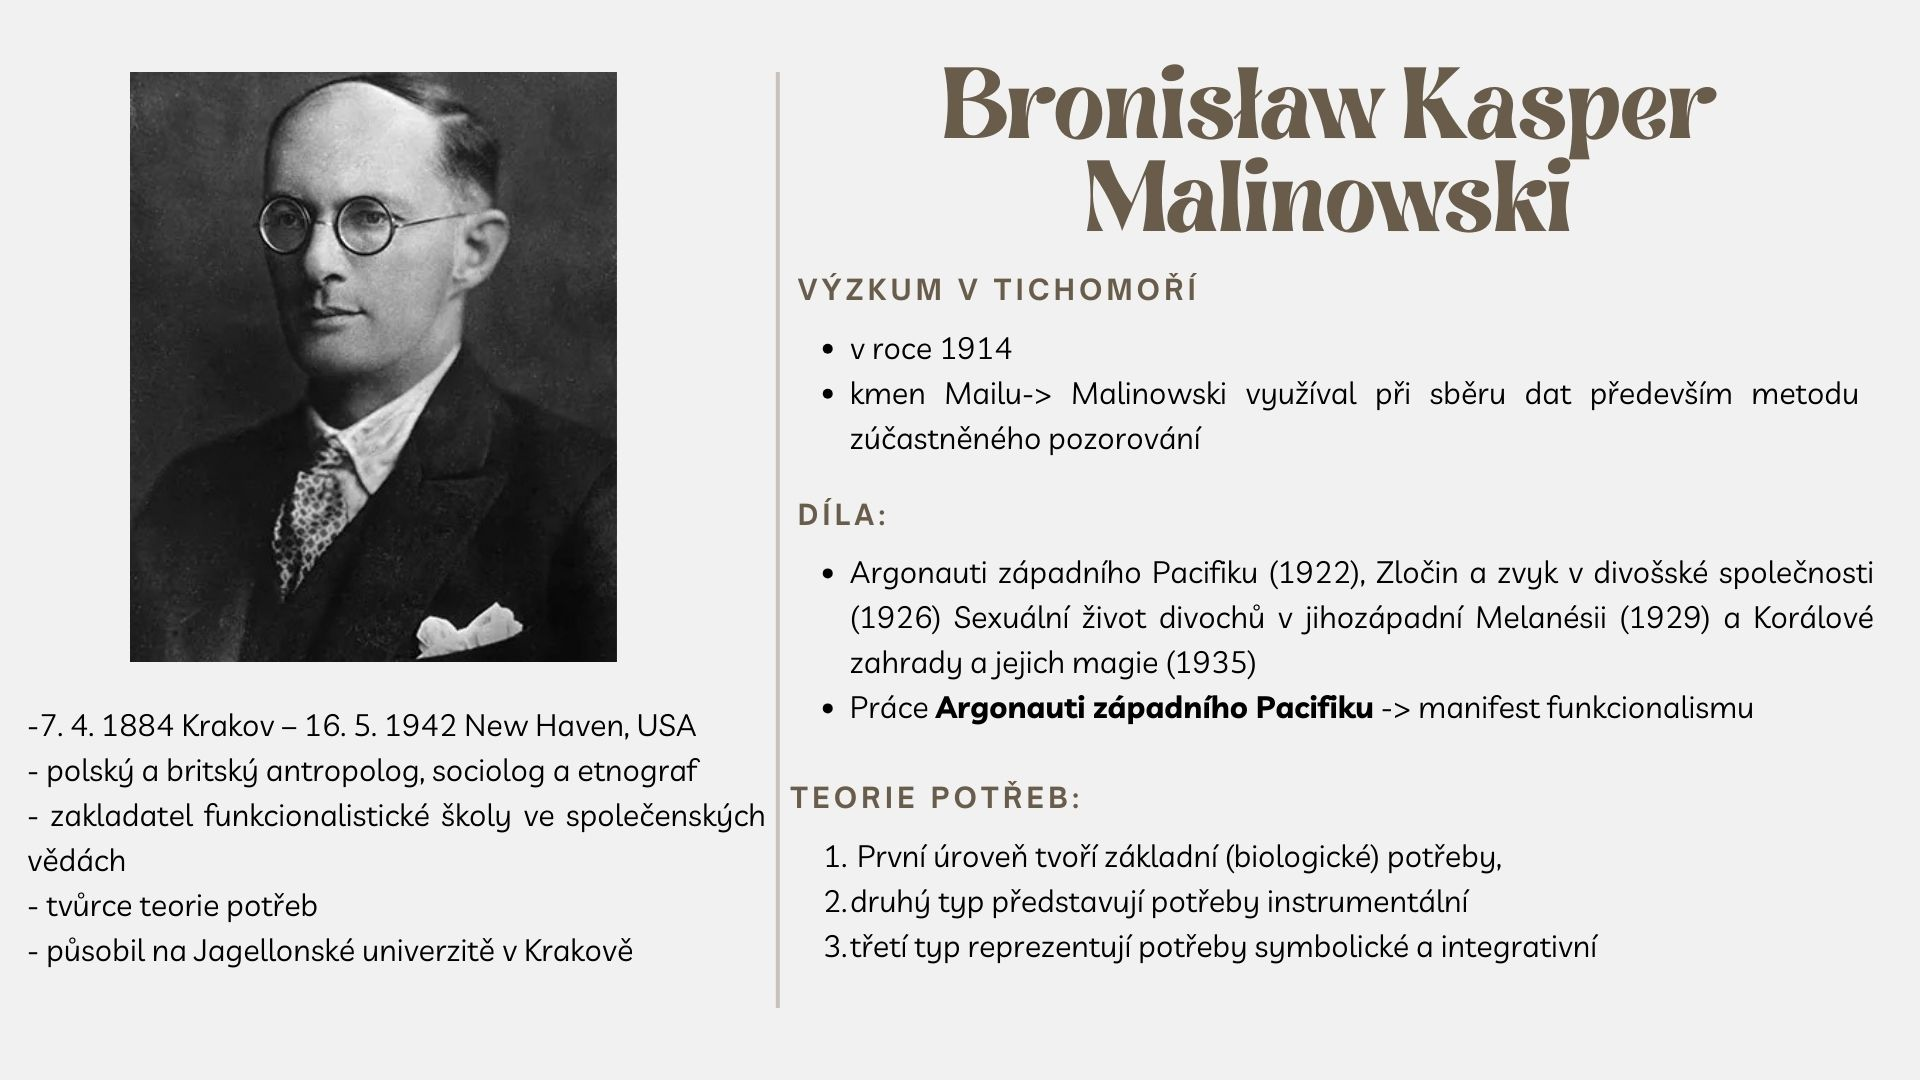 Bronisław Kasper
Malinowski
-7. 4. 1884 Krakov – 16. 5. 1942 New Haven, USA
- polský a britský antropolog, sociolog a etnograf
- zakladatel funkcionalistické školy ve společenských
vědách
- tvůrce teorie potřeb
- působil na Jagellonské univerzitě v Krakově
VÝZKUM V TICHOMOŘÍ
• v roce 1914
• kmen Mailu-> Malinowski využíval při sběru dat především metodu
zúčastněného pozorování
DÍLA:
• Argonauti západního Pacifiku (1922), Zločin a zvyk v divošské společnosti
(1926) Sexuální život divochů v jihozápadní Melanésii (1929) a Korálové
zahrady a jejich magie (1935)
• Práce Argonauti západního Pacifiku -> manifest funkcionalismu
TEORIE POTŘEB:
1. První úroveň tvoří základní (biologické) potřeby,
2.druhý typ představují potřeby instrumentální
3.třetí typ reprezentují potřeby symbolické a integrativní